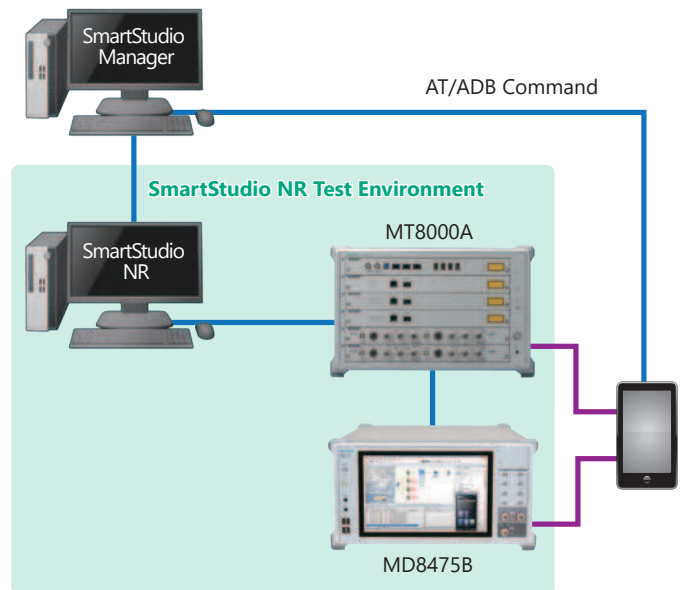 SmartStudio
Manager
AT/ADB Command
SmartStudio NR Test Environment
SmartStudio
NR
MT8000A
MD8475B